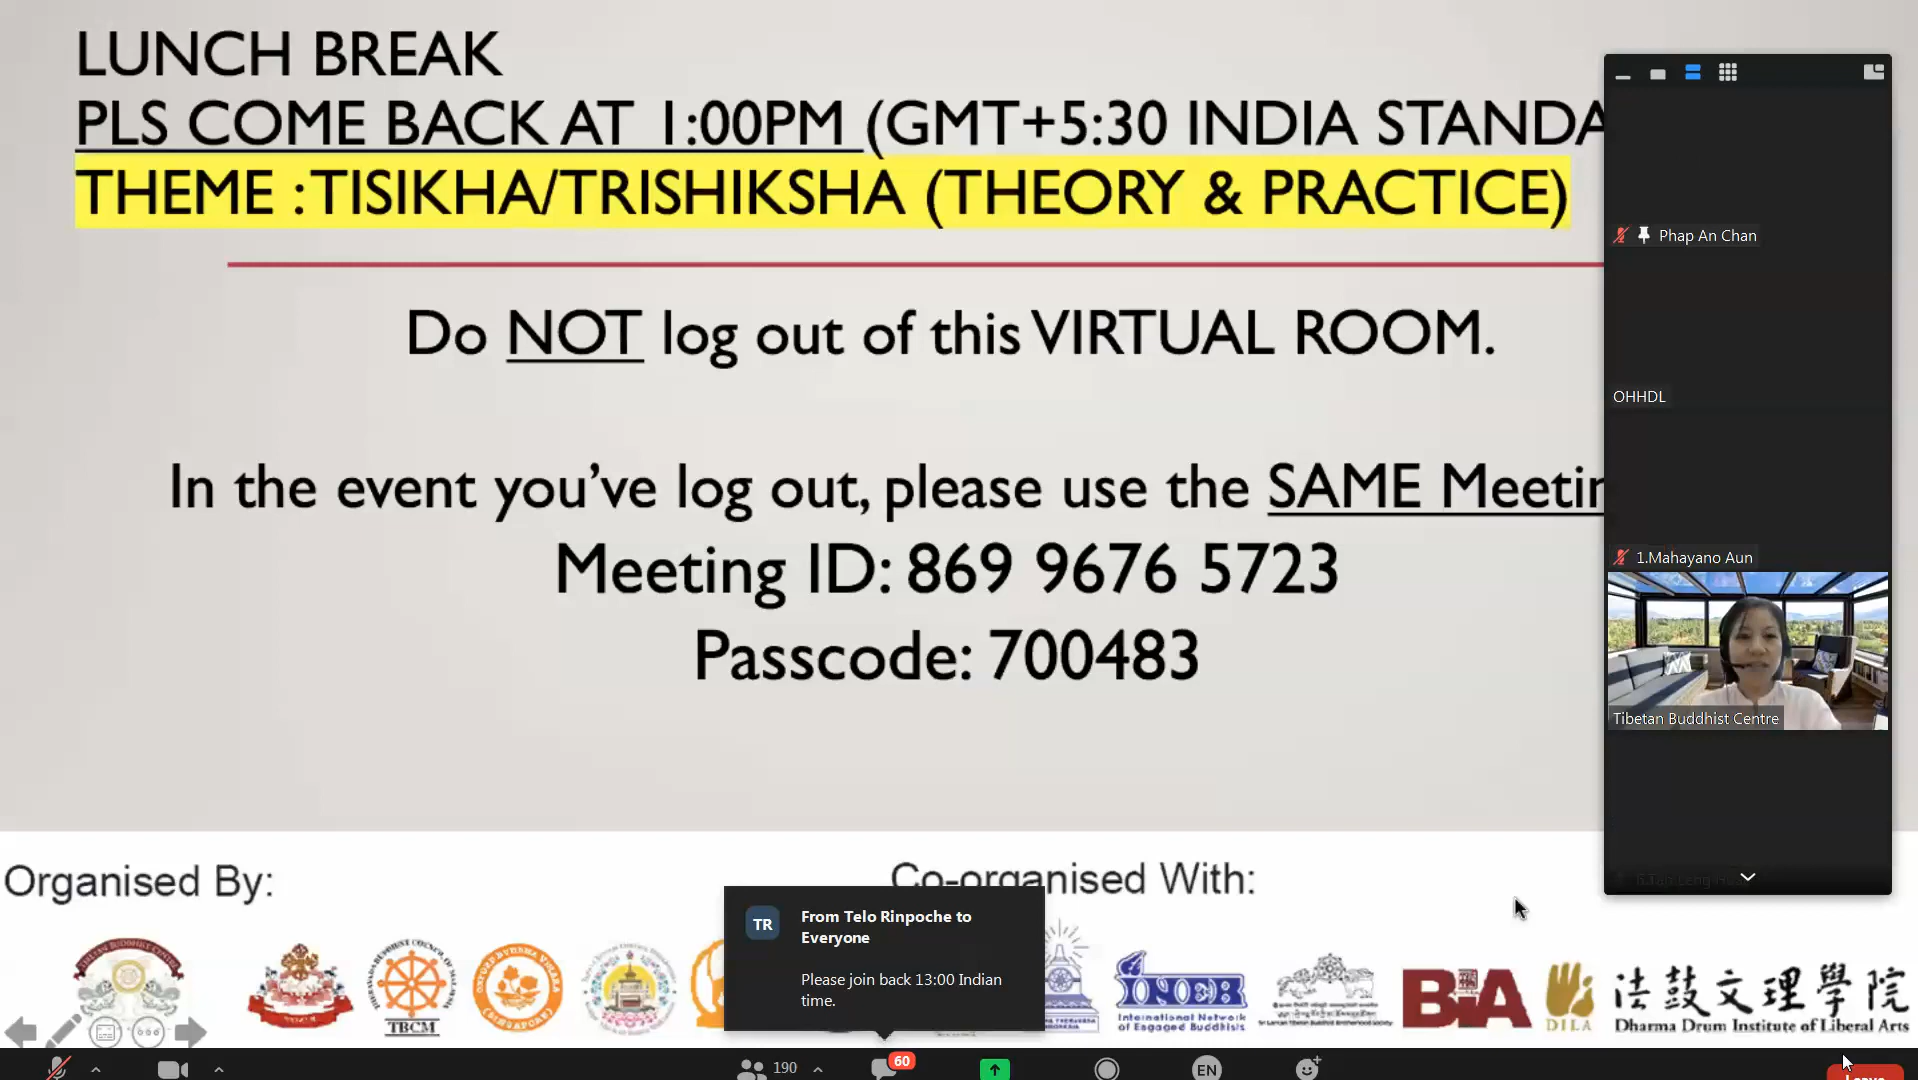 LUNCH BREAK
PLS COME BACK AT 1:00PM (GMT+5:30 INDIA STANDA
THEME : TISIKHA/TRISHIKSHA (THEORY & PRACTICE)
Do NOT log out of this VIRTUAL ROOM.
In the event you’ve log out, please use the SAME Meetin
Meeting ID: 869 9676 5723
Passcode: 700483
Phap An Chan
OHHDL
1.Mahayano Aun
Tibetan Buddhist Centre
Organised By:
Co-organised With:
TR
From Telo Rinpoche to
Everyone
Please join back 13:00 Indian
time.
TBCM
(SINGAPORE)
INEB
International Network
of Engaged Buddhists
BIA
DILA
法鼓文理學院
Dharma Drum Institute of Liberal Arts
190
60
EN